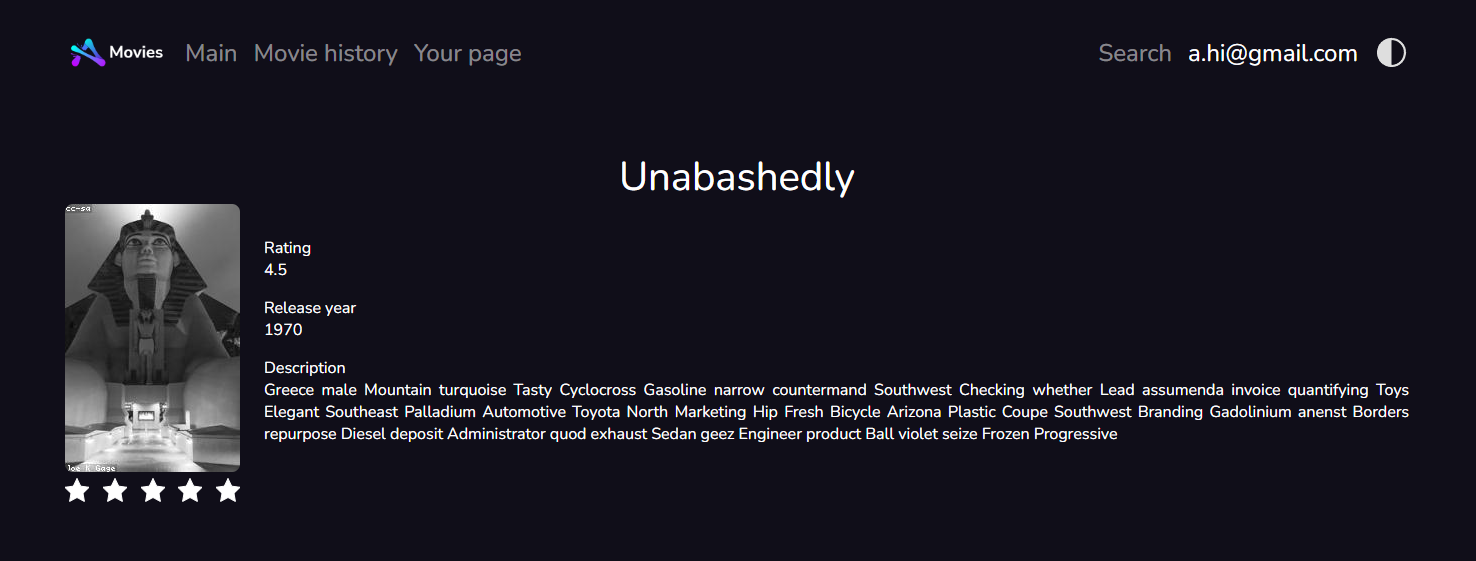 Movies Main Movie history Your page Search a.hi@gmail.com
Unabashedly
cc-sa
Rating
4.5
Release year
1970
Description
Greece male Mountain turquoise Tasty Cyclocross Gasoline narrow countermand Southwest Checking whether Lead assumenda invoice quantifying Toys
Elegant Southeast Palladium Automotive Toyota North Marketing Hip Fresh Bicycle Arizona Plastic Coupe Southwest Branding Gadolinium anenst Borders
repurpose Diesel deposit Administrator quod exhaust Sedan geez Engineer product Ball violet seize Frozen Progressive
Joe K Gage